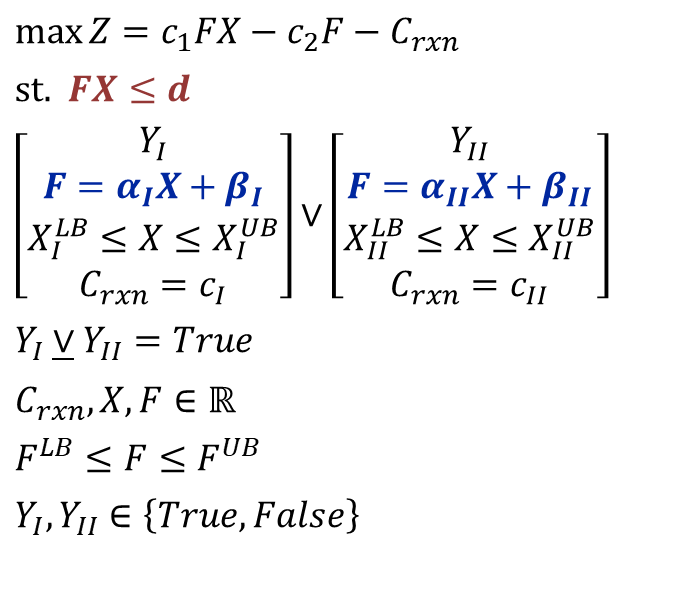 max Z = c₁FX − c₂F − C_rxn
st. FX ≤ d
[Y_I] ∨ [Y_II]
[F = α_I X + β_I] [F = α_II X + β_II]
[X_I^LB ≤ X ≤ X_I^UB] [X_II^LB ≤ X ≤ X_II^UB]
[C_rxn = c_I] [C_rxn = c_II]
Y_I ⊻ Y_II = True
C_rxn, X, F ∈ ℝ
F^LB ≤ F ≤ F^UB
Y_I, Y_II ∈ {True, False}